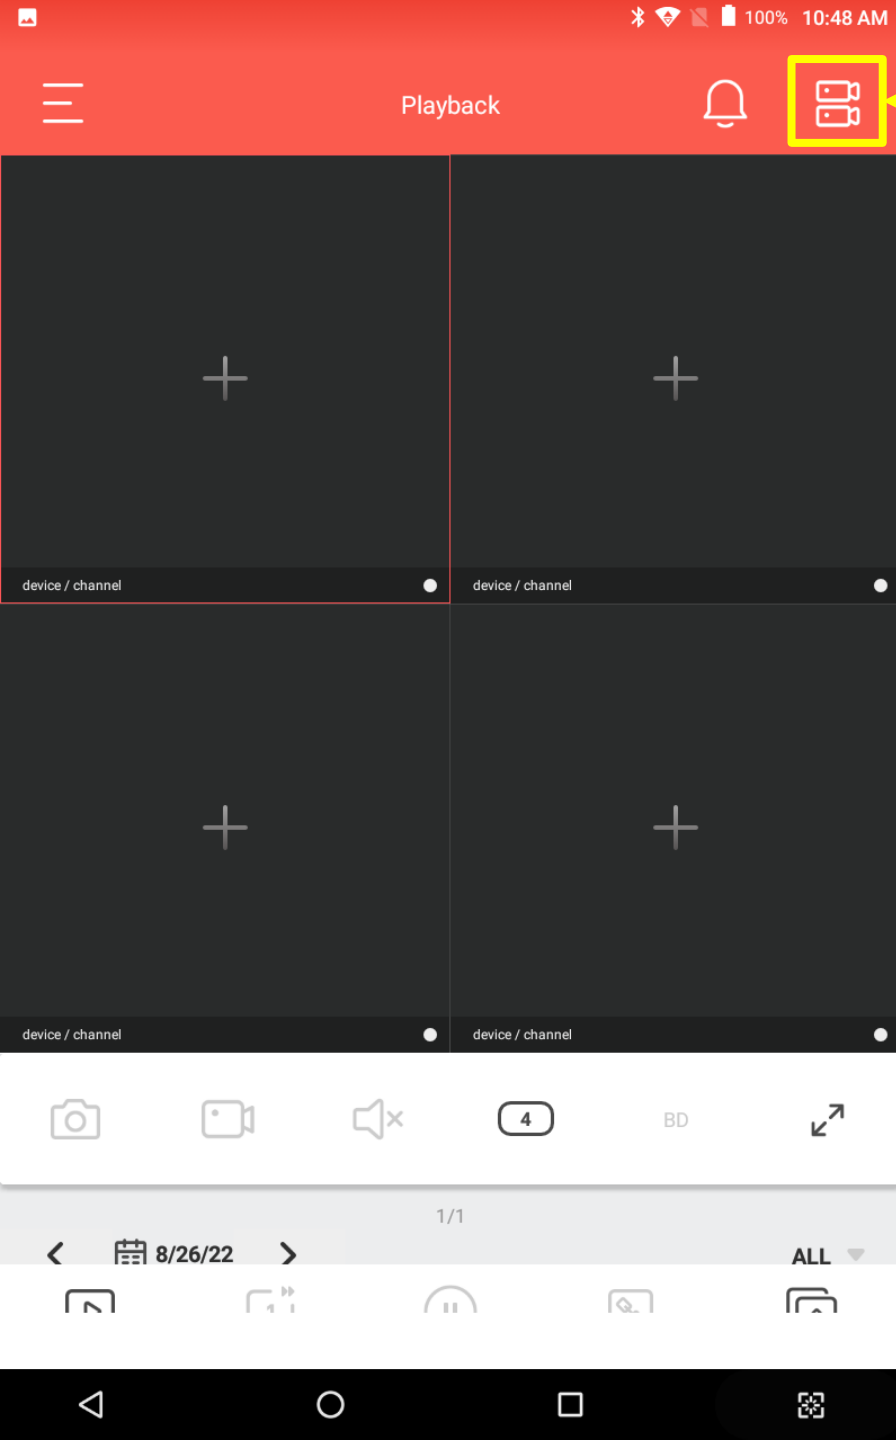 100% 10:48 AM
Playback
device / channel
device / channel
device / channel
device / channel
4
BD
1/1
8/26/22
ALL
1